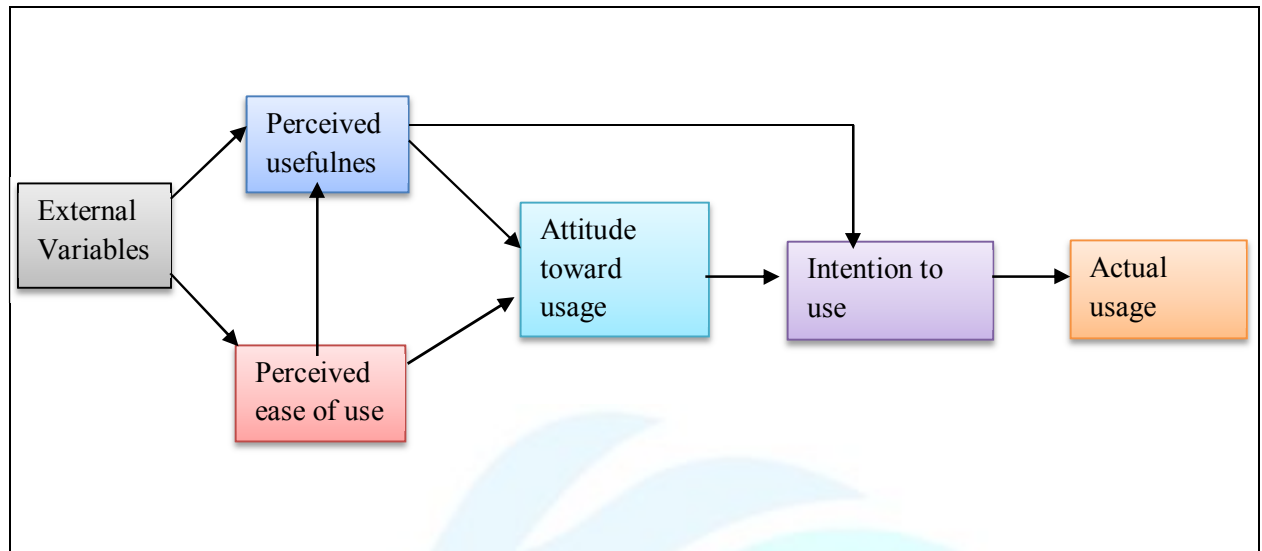 Perceived
usefulnes
External
Variables
Attitude
toward
usage
Intention to
use
Actual
usage
Perceived
ease of use